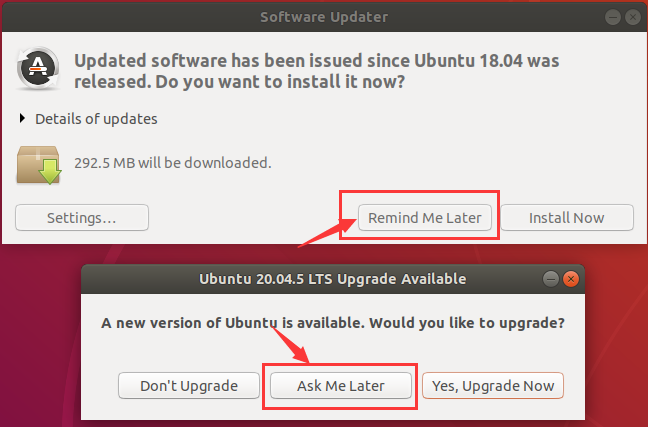 Software Updater
Updated software has been issued since Ubuntu 18.04 was
released. Do you want to install it now?
Details of updates
292.5 MB will be downloaded.
Settings...
Remind Me Later
Install Now
Ubuntu 20.04.5 LTS Upgrade Available
A new version of Ubuntu is available. Would you like to upgrade?
Don't Upgrade
Ask Me Later
Yes, Upgrade Now